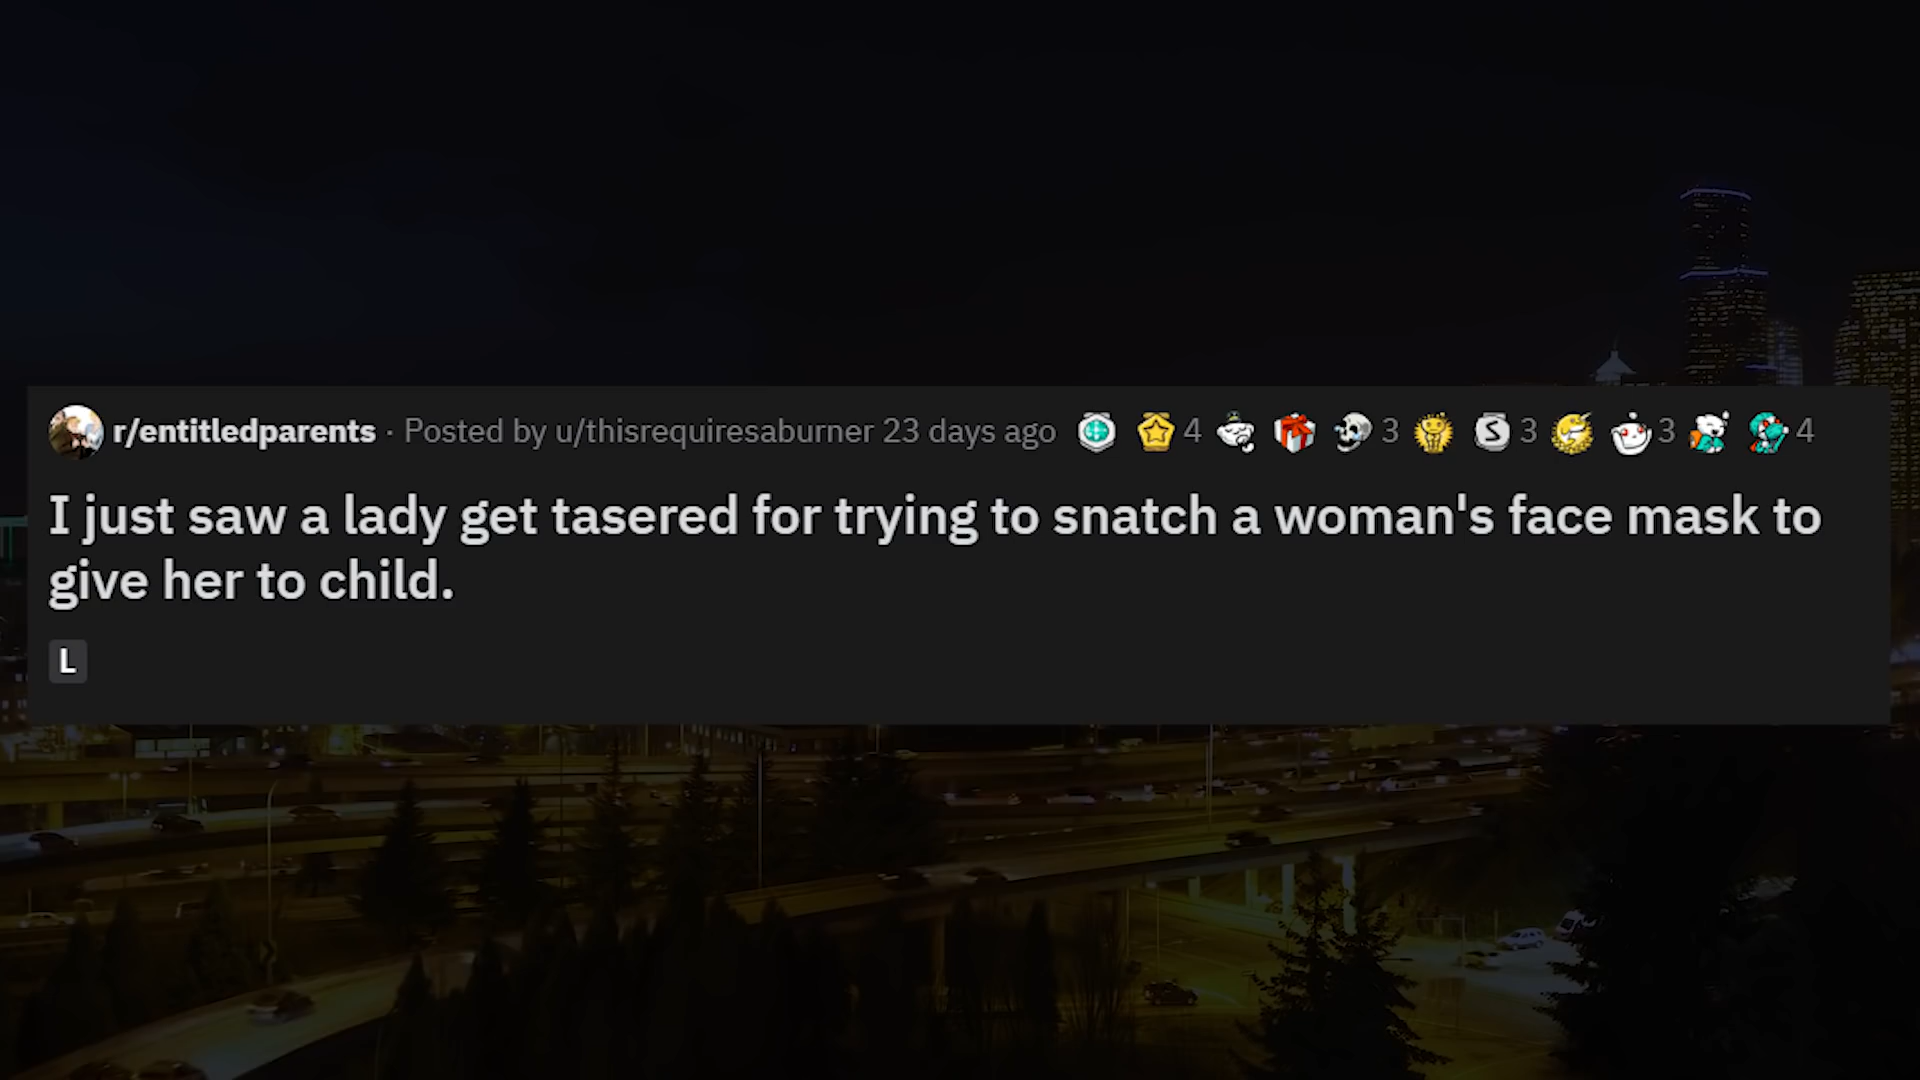 r/entitledparents · Posted by u/thisrequiresaburner 23 days ago 4 3 3 3 4
I just saw a lady get tasered for trying to snatch a woman's face mask to
give her to child.
L